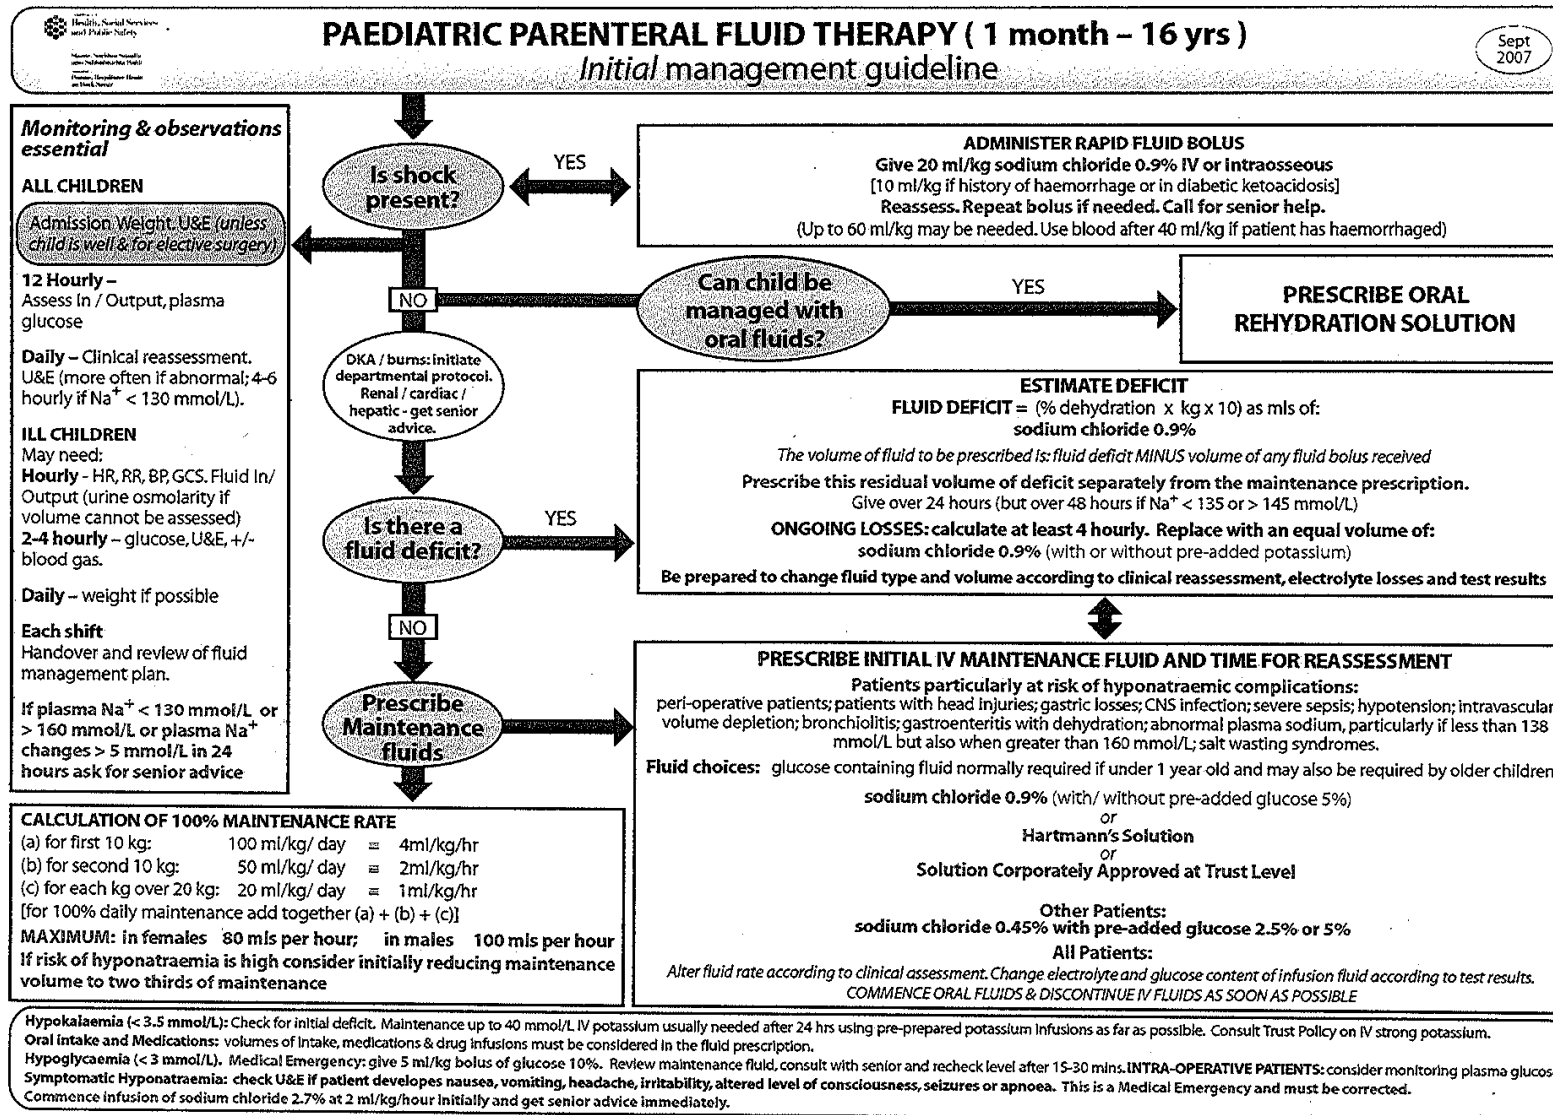 Health, Social Services
and Public Safety
PAEDIATRIC PARENTERAL FLUID THERAPY ( 1 month – 16 yrs )
Initial management guideline
Sept
2007
Monitoring & observations
essential
ALL CHILDREN
Admission Weight. U&E (unless
child is well & for elective surgery)
12 Hourly –
Assess In / Output, plasma
glucose
Daily – Clinical reassessment.
U&E (more often if abnormal; 4-6
hourly if Na+ < 130 mmol/L).
ILL CHILDREN
May need:
Hourly - HR, RR, BP, GCS. Fluid In/
Output (urine osmolarity if
volume cannot be assessed)
2-4 hourly – glucose, U&E, +/-
blood gas.
Daily – weight if possible
Each shift
Handover and review of fluid
management plan.
If plasma Na+ < 130 mmol/L or
> 160 mmol/L or plasma Na+
changes > 5 mmol/L in 24
hours ask for senior advice
Is shock
present?
YES
ADMINISTER RAPID FLUID BOLUS
Give 20 ml/kg sodium chloride 0.9% IV or intraosseous
[10 ml/kg if history of haemorrhage or in diabetic ketoacidosis]
Reassess. Repeat bolus if needed. Call for senior help.
(Up to 60 ml/kg may be needed. Use blood after 40 ml/kg if patient has haemorrhaged)
NO
Can child be
managed with
oral fluids?
YES
PRESCRIBE ORAL
REHYDRATION SOLUTION
DKA / burns: initiate
departmental protocol.
Renal / cardiac /
hepatic - get senior
advice.
Is there a
fluid deficit?
YES
ESTIMATE DEFICIT
FLUID DEFICIT = (% dehydration x kg x 10) as mls of:
sodium chloride 0.9%
The volume of fluid to be prescribed is: fluid deficit MINUS volume of any fluid bolus received
Prescribe this residual volume of deficit separately from the maintenance prescription.
Give over 24 hours (but over 48 hours if Na+ < 135 or > 145 mmol/L)
ONGOING LOSSES: calculate at least 4 hourly. Replace with an equal volume of:
sodium chloride 0.9% (with or without pre-added potassium)
Be prepared to change fluid type and volume according to clinical reassessment, electrolyte losses and test results
NO
Prescribe
Maintenance
fluids
PRESCRIBE INITIAL IV MAINTENANCE FLUID AND TIME FOR REASSESSMENT
Patients particularly at risk of hyponatraemic complications:
peri-operative patients; patients with head injuries; gastric losses; CNS infection; severe sepsis; hypotension; intravascular
volume depletion; bronchiolitis; gastroenteritis with dehydration; abnormal plasma sodium, particularly if less than 138
mmol/L but also when greater than 160 mmol/L; salt wasting syndromes.
Fluid choices: glucose containing fluid normally required if under 1 year old and may also be required by older children
sodium chloride 0.9% (with/ without pre-added glucose 5%)
or
Hartmann's Solution
or
Solution Corporately Approved at Trust Level
Other Patients:
sodium chloride 0.45% with pre-added glucose 2.5% or 5%
All Patients:
Alter fluid rate according to clinical assessment. Change electrolyte and glucose content of infusion fluid according to test results.
COMMENCE ORAL FLUIDS & DISCONTINUE IV FLUIDS AS SOON AS POSSIBLE
CALCULATION OF 100% MAINTENANCE RATE
(a) for first 10 kg: 100 ml/kg/ day = 4ml/kg/hr
(b) for second 10 kg: 50 ml/kg/ day = 2ml/kg/hr
(c) for each kg over 20 kg: 20 ml/kg/ day = 1ml/kg/hr
[for 100% daily maintenance add together (a) + (b) + (c)]
MAXIMUM: in females 80 mls per hour; in males 100 mls per hour
If risk of hyponatraemia is high consider initially reducing maintenance
volume to two thirds of maintenance
Hypokalaemia (< 3.5 mmol/L): Check for initial deficit. Maintenance up to 40 mmol/L IV potassium usually needed after 24 hrs using pre-prepared potassium infusions as far as possible. Consult Trust Policy on IV strong potassium.
Oral intake and Medications: volumes of intake, medications & drug infusions must be considered in the fluid prescription.
Hypoglycaemia (< 3 mmol/L). Medical Emergency: give 5 ml/kg bolus of glucose 10%. Review maintenance fluid, consult with senior and recheck level after 15-30 mins. INTRA-OPERATIVE PATIENTS: consider monitoring plasma glucos
Symptomatic Hyponatraemia: check U&E if patient developes nausea, vomiting, headache, irritability, altered level of consciousness, seizures or apnoea. This is a Medical Emergency and must be corrected.
Commence infusion of sodium chloride 2.7% at 2 ml/kg/hour initially and get senior advice immediately.